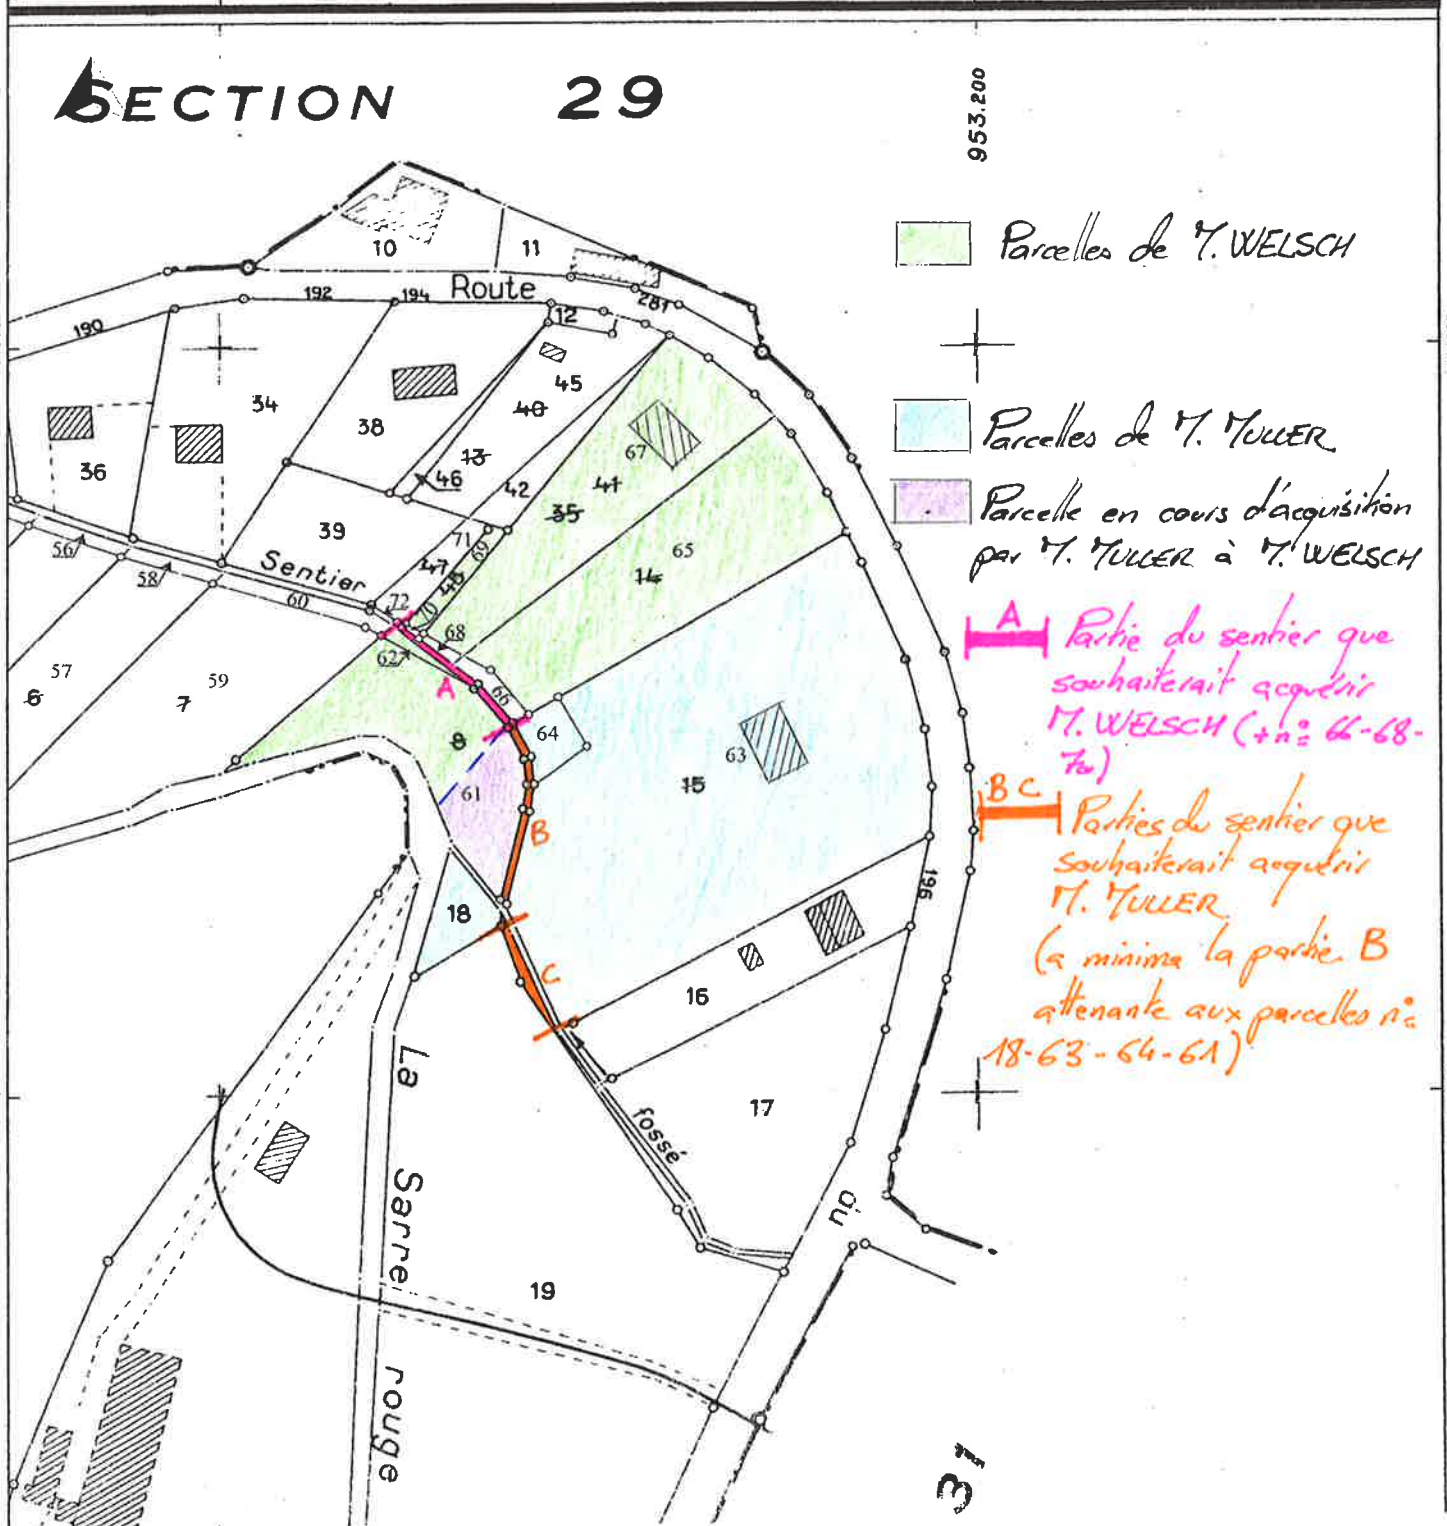 SECTION 29
953.200
Parcelles de M. WELSCH
Parcelles de M. MULLER
Parcelle en cours d'acquisition
par M. MULLER à M. WELSCH
A
Partie du sentier que
souhaiterait acquérir
M. WELSCH (+ n°: 66-68-
70)
B C
Parties du sentier que
souhaiterait acquérir
M. MULLER
(a minima la partie B
attenante aux parcelles n°
18-63-64-61)
10
11
192
194
Route
281
190
12
45
40
34
38
13
36
46
67
42
41
35
39
71
69
65
47
48
14
56
58
Sentier
60
72
70
68
62
57
6
59
7
A
66
8
64
63
15
61
B
196
18
C
16
La
17
fossé
Sarre
du
19
rouge
31